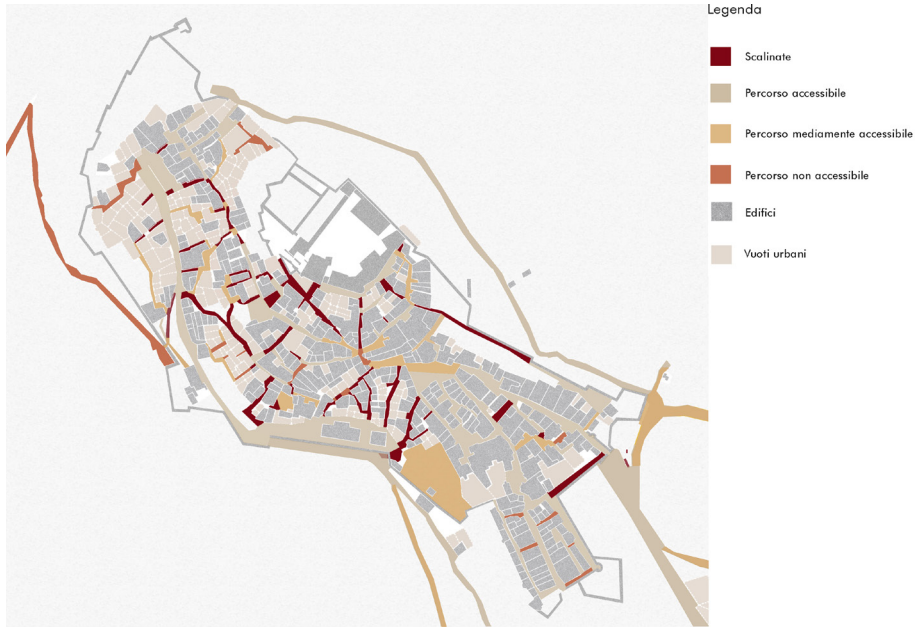 Legenda
Scalinate
Percorso accessibile
Percorso mediamente accessibile
Percorso non accessibile
Edifici
Vuoti urbani